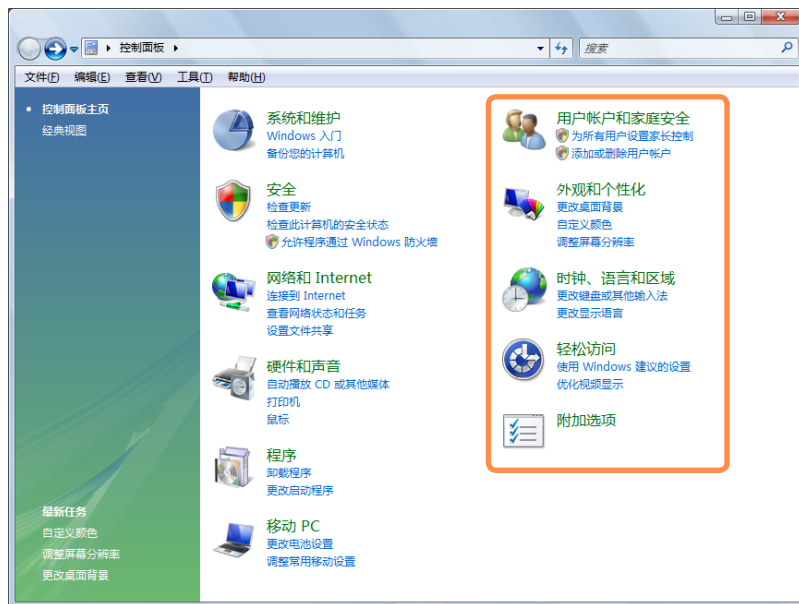 控制面板
搜索
文件(F) 编辑(E) 查看(V) 工具(T) 帮助(H)
控制面板主页
经典视图
系统和维护
Windows 入门
备份您的计算机
安全
检查更新
检查此计算机的安全状态
允许程序通过 Windows 防火墙
网络和 Internet
连接到 Internet
查看网络状态和任务
设置文件共享
硬件和声音
自动播放 CD 或其他媒体
打印机
鼠标
程序
卸载程序
更改启动程序
移动 PC
更改电池设置
调整常用移动设置
用户帐户和家庭安全
为所有用户设置家长控制
添加或删除用户帐户
外观和个性化
更改桌面背景
自定义颜色
调整屏幕分辨率
时钟、语言和区域
更改键盘或其他输入法
更改显示语言
轻松访问
使用 Windows 建议的设置
优化视频显示
附加选项
最新任务
自定义颜色
调整屏幕分辨率
更改桌面背景